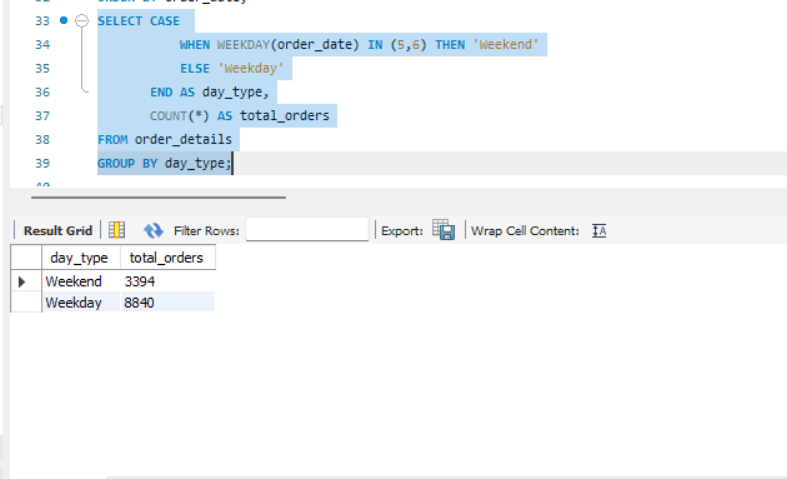 33 SELECT CASE
34 WHEN WEEKDAY(order_date) IN (5,6) THEN 'Weekend'
35 ELSE 'Weekday'
36 END AS day_type,
37 COUNT(*) AS total_orders
38 FROM order_details
39 GROUP BY day_type;
Result Grid Filter Rows: Export: Wrap Cell Content: IA
day_type total_orders
Weekend 3394
Weekday 8840